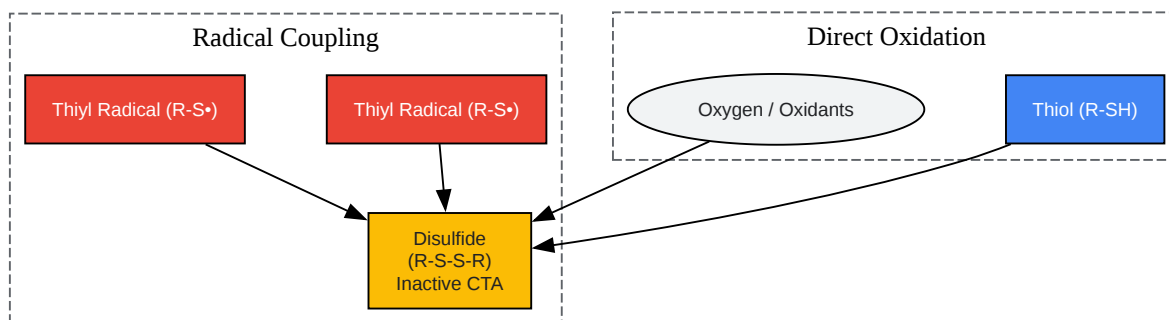 Radical Coupling
Direct Oxidation
Thiyl Radical (R-S•)
Thiyl Radical (R-S•)
Oxygen / Oxidants
Thiol (R-SH)
Disulfide
(R-S-S-R)
Inactive CTA